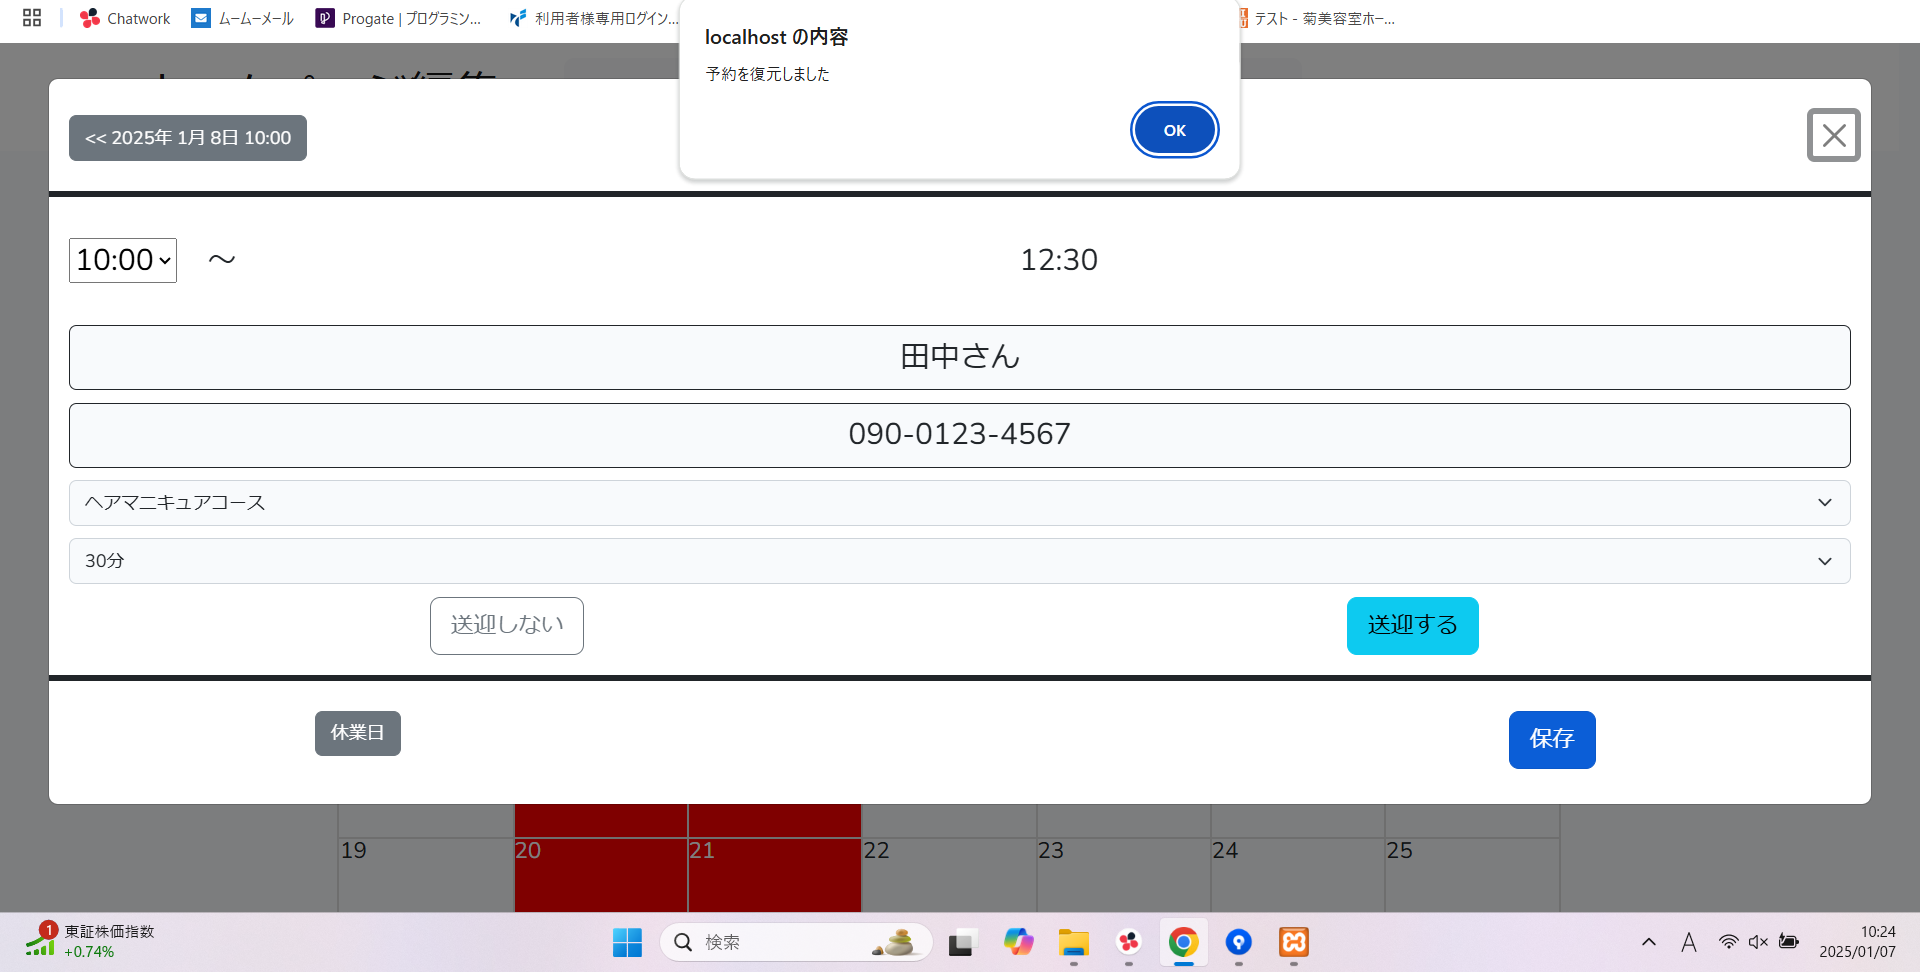 Chatwork
ムームーメール
Progate | プログラミン...
利用者様専用ログイン...
テスト - 菊美容室ホー...
localhost の内容
予約を復元しました
OK
<< 2025年 1月 8日 10:00
10:00
～
12:30
田中さん
090-0123-4567
ヘアマニキュアコース
30分
送迎しない
送迎する
休業日
保存
19
20
21
22
23
24
25
1
東証株価指数
+0.74%
検索
A
10:24
2025/01/07